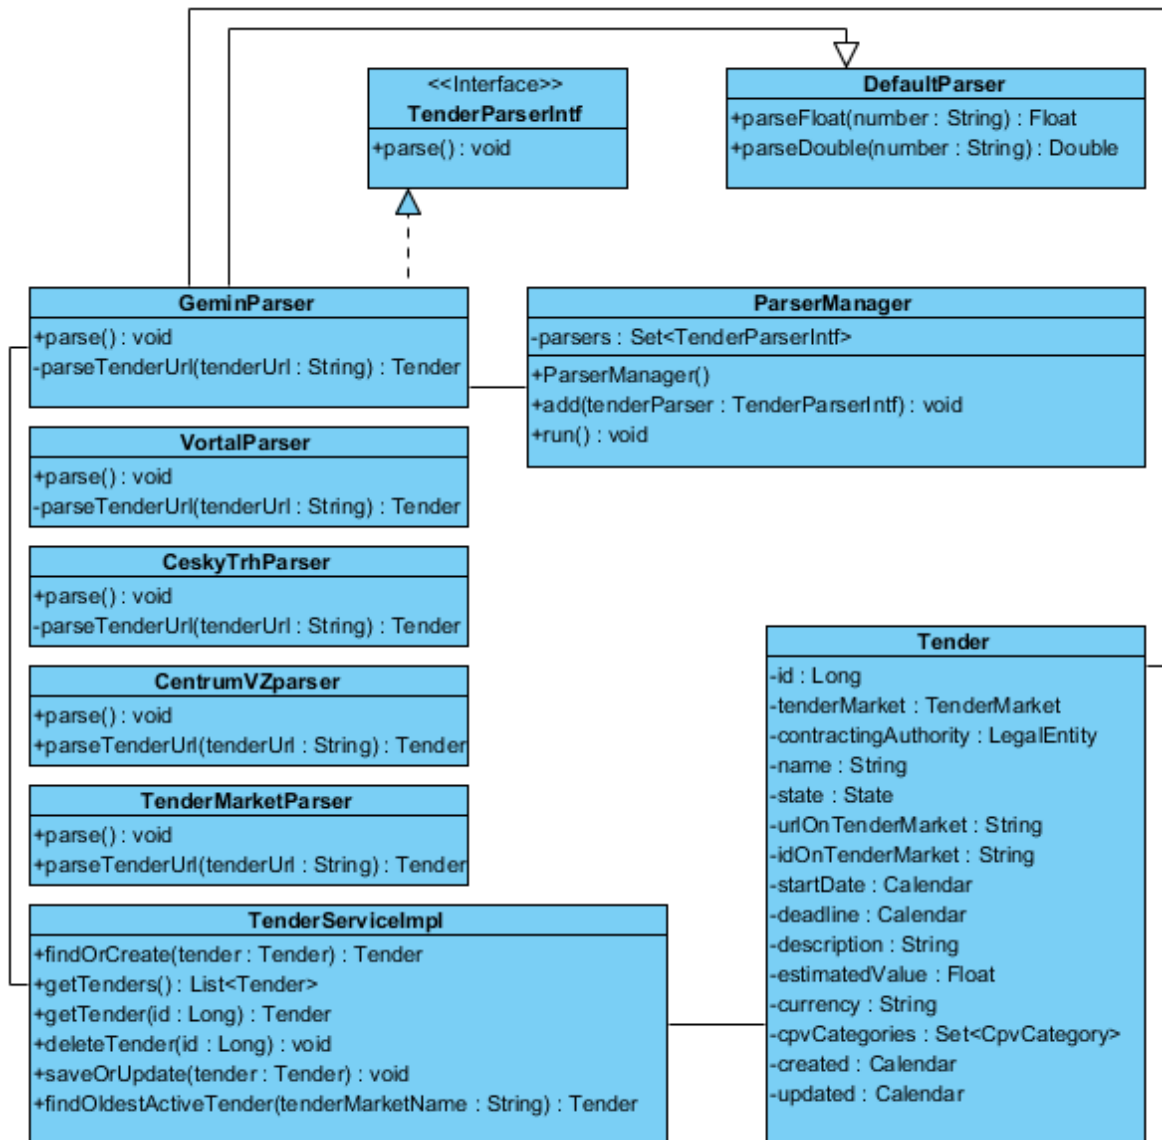 <<Interface>>
TenderParserIntf
+parse() : void
DefaultParser
+parseFloat(number : String) : Float
+parseDouble(number : String) : Double
GeminParser
+parse() : void
-parseTenderUrl(tenderUrl : String) : Tender
ParserManager
-parsers : Set<TenderParserIntf>
+ParserManager()
+add(tenderParser : TenderParserIntf) : void
+run() : void
VortalParser
+parse() : void
-parseTenderUrl(tenderUrl : String) : Tender
CeskyTrhParser
+parse() : void
-parseTenderUrl(tenderUrl : String) : Tender
CentrumVZparser
+parse() : void
+parseTenderUrl(tenderUrl : String) : Tender
TenderMarketParser
+parse() : void
+parseTenderUrl(tenderUrl : String) : Tender
TenderServiceImpl
+findOrCreate(tender : Tender) : Tender
+getTenders() : List<Tender>
+getTender(id : Long) : Tender
+deleteTender(id : Long) : void
+saveOrUpdate(tender : Tender) : void
+findOldestActiveTender(tenderMarketName : String) : Tender
Tender
-id : Long
-tenderMarket : TenderMarket
-contractingAuthority : LegalEntity
-name : String
-state : State
-urlOnTenderMarket : String
-idOnTenderMarket : String
-startDate : Calendar
-deadline : Calendar
-description : String
-estimatedValue : Float
-currency : String
-cpvCategories : Set<CpvCategory>
-created : Calendar
-updated : Calendar